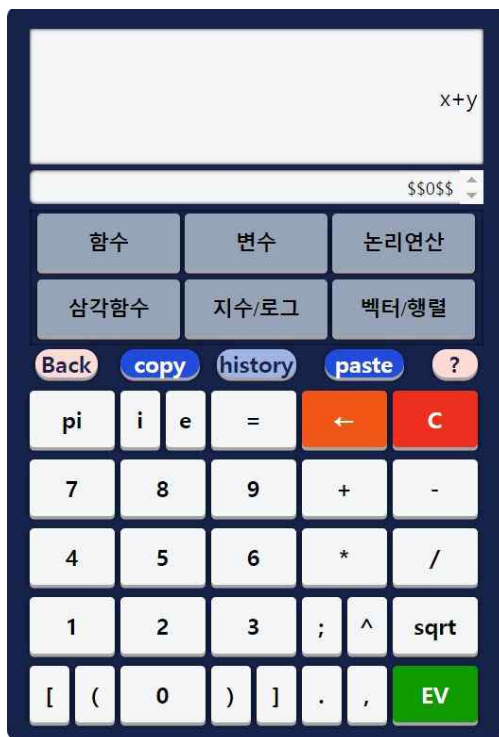 x+y
$$0$$
함수 변수 논리연산
삼각함수 지수/로그 벡터/행렬
Back copy history paste ?
pi i e = ← C
7 8 9 + -
4 5 6 * /
1 2 3 ; ^ sqrt
[ ( 0 ) ] . , EV